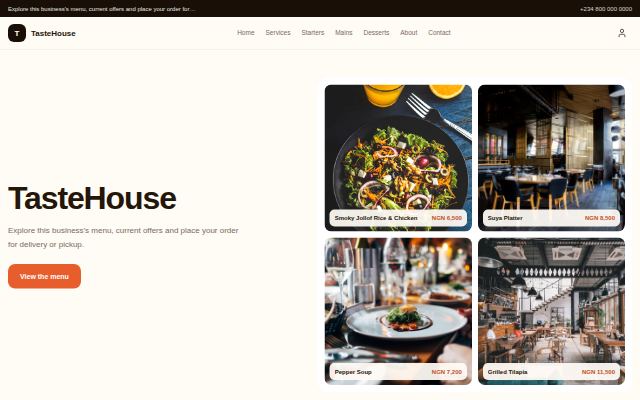 Explore this business's menu, current offers and place your order for…
+234 800 000 0000
T
TasteHouse
Home Services Starters Mains Desserts About Contact
TasteHouse
Explore this business's menu, current offers and place your order
for delivery or pickup.
View the menu
Smoky Jollof Rice & Chicken NGN 6,500
Suya Platter NGN 8,500
Pepper Soup NGN 7,200
Grilled Tilapia NGN 11,500